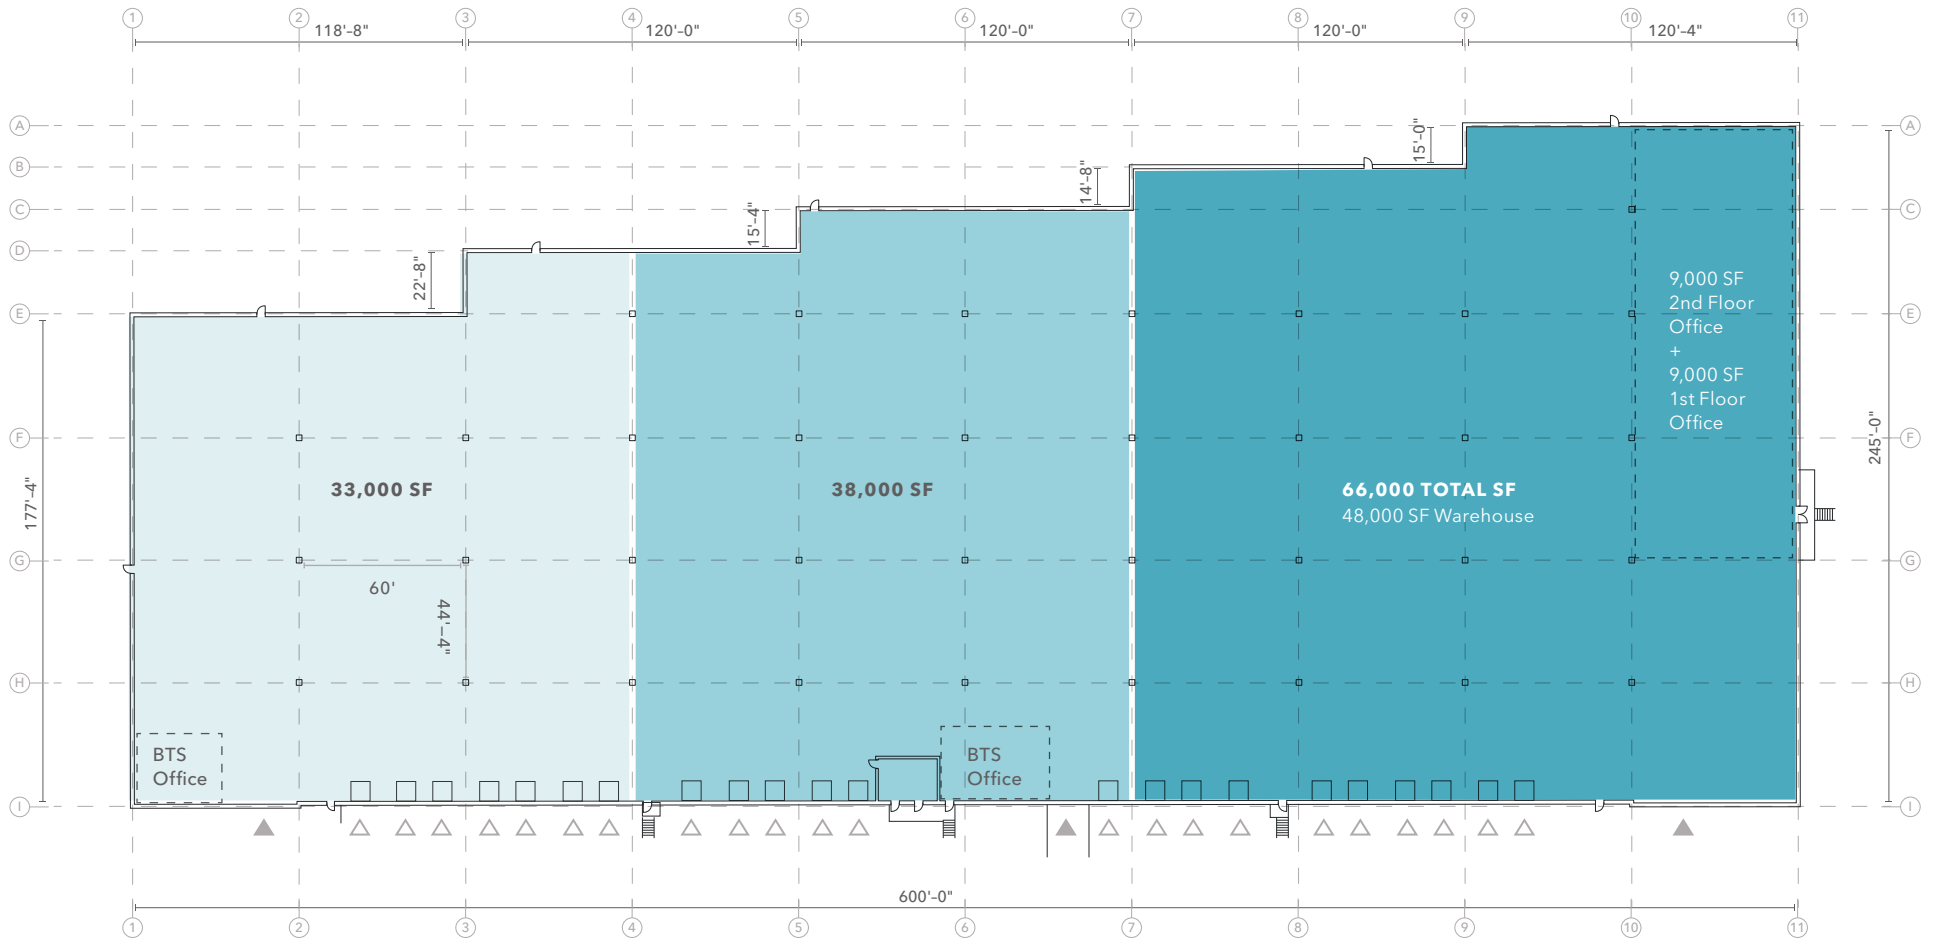 1 2 3 4 5 6 7 8 9 10 11
118'-8" 120'-0" 120'-0" 120'-0" 120'-4"
A A
15'-0"
B
14'-8"
C C
15'-4"
D
22'-8"
E E
9,000 SF
2nd Floor
Office
+
9,000 SF
1st Floor
Office
F F
245'-0"
177'-4"
33,000 SF 38,000 SF 66,000 TOTAL SF
48,000 SF Warehouse
G G
60'
44'-4"
H H
BTS
Office
BTS
Office
I I
600'-0"
1 2 3 4 5 6 7 8 9 10 11